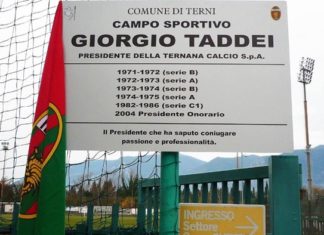 COMUNE DI TERNI
CAMPO SPORTIVO
GIORGIO TADDEI
PRESIDENTE DELLA TERNANA CALCIO S.p.A.
1971-1972 (serie B)
1972-1973 (serie A)
1973-1974 (serie B)
1974-1975 (serie A
1982-1986 (serie C1)
2004 Presidente Onorario
Il Presidente che ha saputo coniugare
passione e professionalità.
INGRESSO
Settore